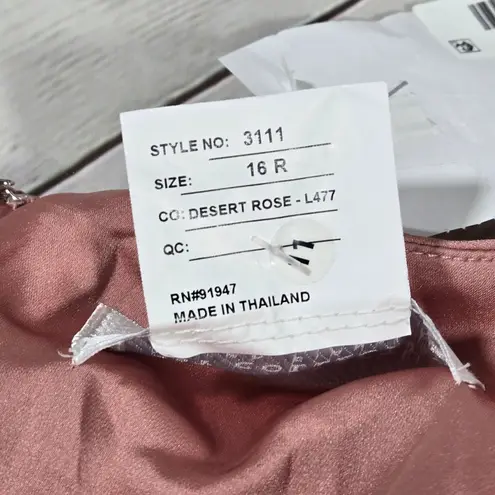 STYLE NO: 3111
SIZE: 16 R
CO: DESERT ROSE - L477
QC:
RN#91947
MADE IN THAILAND